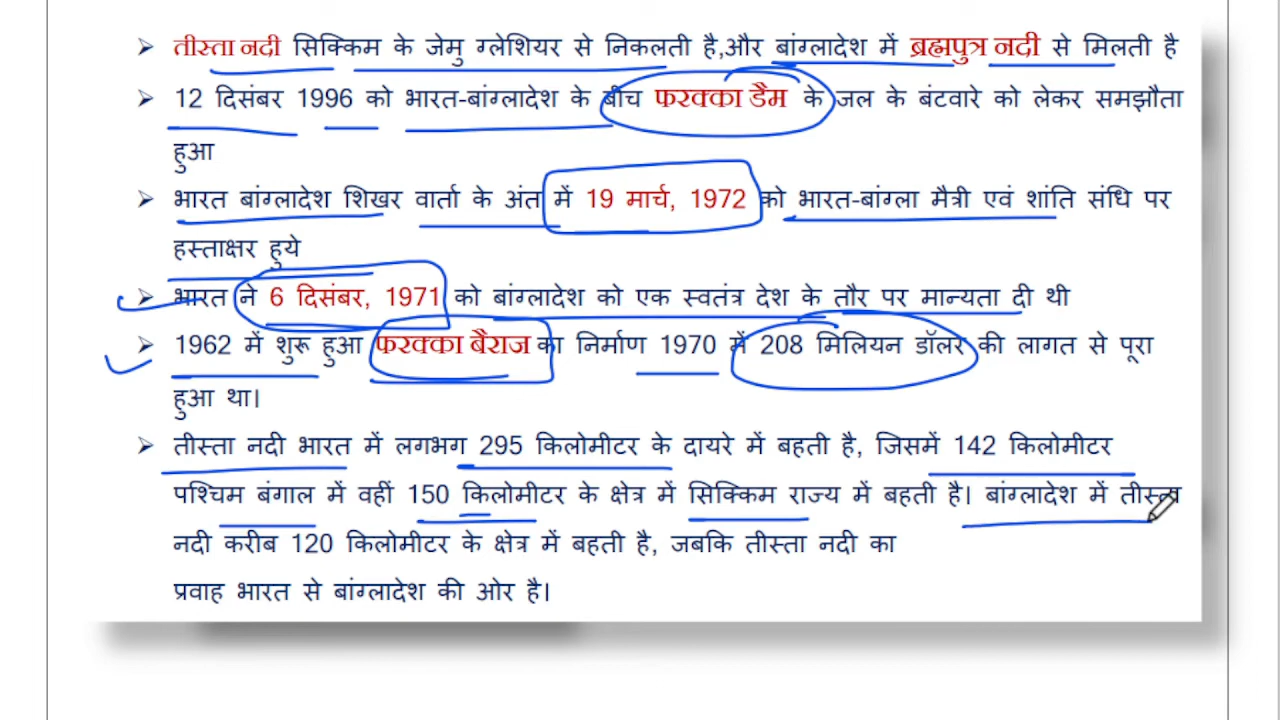 ➢ तीस्ता नदी सिक्किम के जेमु ग्लेशियर से निकलती है,और बांग्लादेश में ब्रह्मपुत्र नदी से मिलती है
➢ 12 दिसंबर 1996 को भारत-बांग्लादेश के बीच फरक्का डैम के जल के बंटवारे को लेकर समझौता
हुआ
➢ भारत बांग्लादेश शिखर वार्ता के अंत में 19 मार्च, 1972 को भारत-बांग्ला मैत्री एवं शांति संधि पर
हस्ताक्षर हुये
➢ भारत ने 6 दिसंबर, 1971 को बांग्लादेश को एक स्वतंत्र देश के तौर पर मान्यता दी थी
➢ 1962 में शुरू हुआ फरक्का बैराज का निर्माण 1970 में 208 मिलियन डॉलर की लागत से पूरा
हुआ था।
➢ तीस्ता नदी भारत में लगभग 295 किलोमीटर के दायरे में बहती है, जिसमें 142 किलोमीटर
पश्चिम बंगाल में वहीं 150 किलोमीटर के क्षेत्र में सिक्किम राज्य में बहती है। बांग्लादेश में तीस्ता
नदी करीब 120 किलोमीटर के क्षेत्र में बहती है, जबकि तीस्ता नदी का
प्रवाह भारत से बांग्लादेश की ओर है।